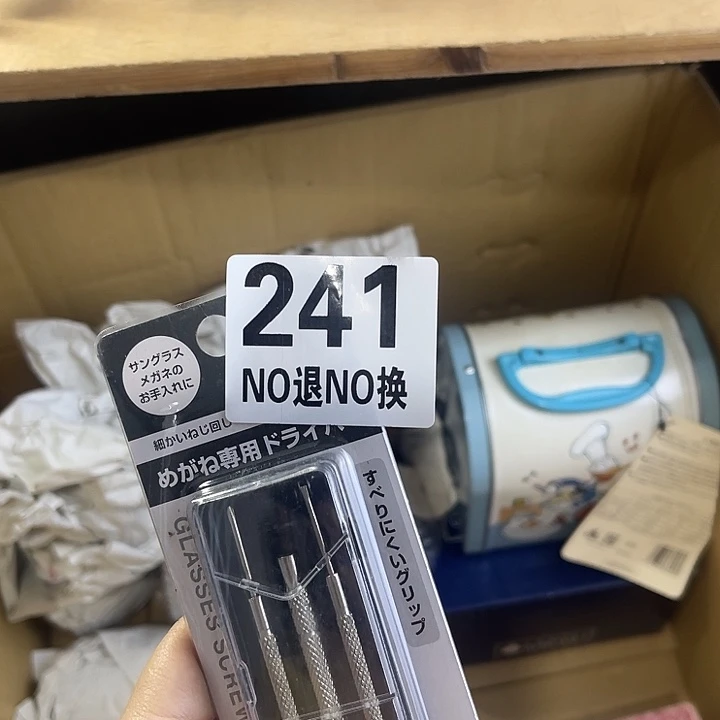 241
NO退NO换
サングラス
メガネの
お手入れに
細かいねじ回し
めがね専用ドライバ
すべりにくいグリップ
GLASSES SCREW